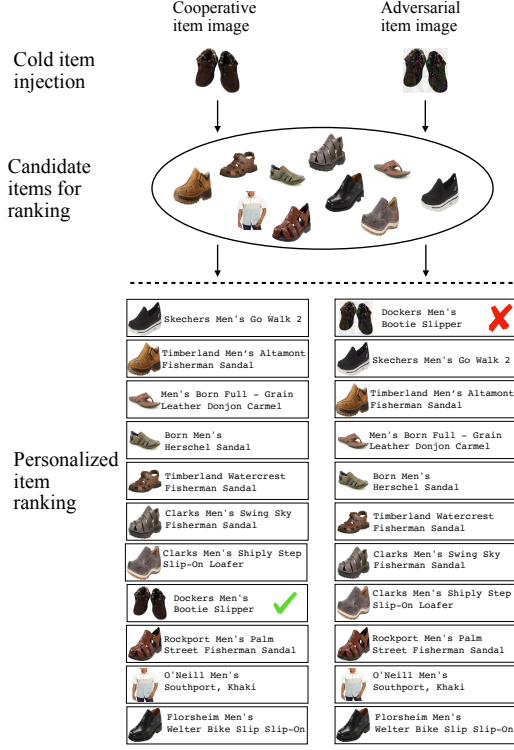 Cooperative
item image
Adversarial
item image
Cold item
injection
Candidate
items for
ranking
Personalized
item
ranking
Skechers Men's Go Walk 2
Timberland Men's Altamont
Fisherman Sandal
Men's Born Full - Grain
Leather Donjon Carmel
Born Men's
Herschel Sandal
Timberland Watercrest
Fisherman Sandal
Clarks Men's Swing Sky
Fisherman Sandal
Clarks Men's Shiply Step
Slip-On Loafer
Dockers Men's
Bootie Slipper
Rockport Men's Palm
Street Fisherman Sandal
O'Neill Men's
Southport, Khaki
Florsheim Men's
Welter Bike Slip Slip-On
Dockers Men's
Bootie Slipper
Skechers Men's Go Walk 2
Timberland Men's Altamont
Fisherman Sandal
Men's Born Full - Grain
Leather Donjon Carmel
Born Men's
Herschel Sandal
Timberland Watercrest
Fisherman Sandal
Clarks Men's Swing Sky
Fisherman Sandal
Clarks Men's Shiply Step
Slip-On Loafer
Rockport Men's Palm
Street Fisherman Sandal
O'Neill Men's
Southport, Khaki
Florsheim Men's
Welter Bike Slip Slip-On